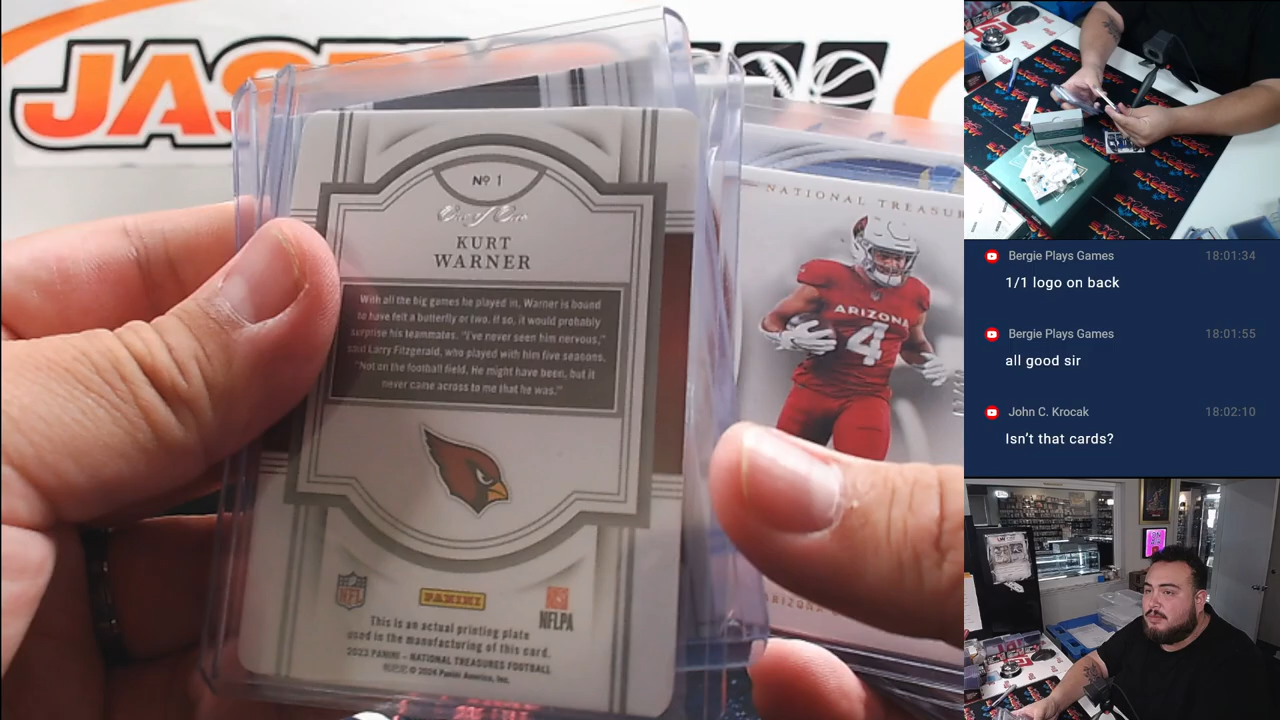 JAS
Nº 1
One of One
KURT
WARNER
With all the big games he played in, Warner is bound
to have felt a butterfly or two. If so, it would probably
surprise his teammates. "I've never seen him nervous,"
said Larry Fitzgerald, who played with him five seasons.
"Not on the football field. He might have been, but it
never came across to me that he was."
NFL
PANINI
NFLPA
This is an actual printing plate
used in the manufacturing of this card.
2023 PANINI – NATIONAL TREASURES FOOTBALL
© 2024 Panini America, Inc.
NATIONAL TREASUR
ARIZONA
4
Bergie Plays Games 18:01:34
1/1 logo on back
Bergie Plays Games 18:01:55
all good sir
John C. Krocak 18:02:10
Isn't that cards?